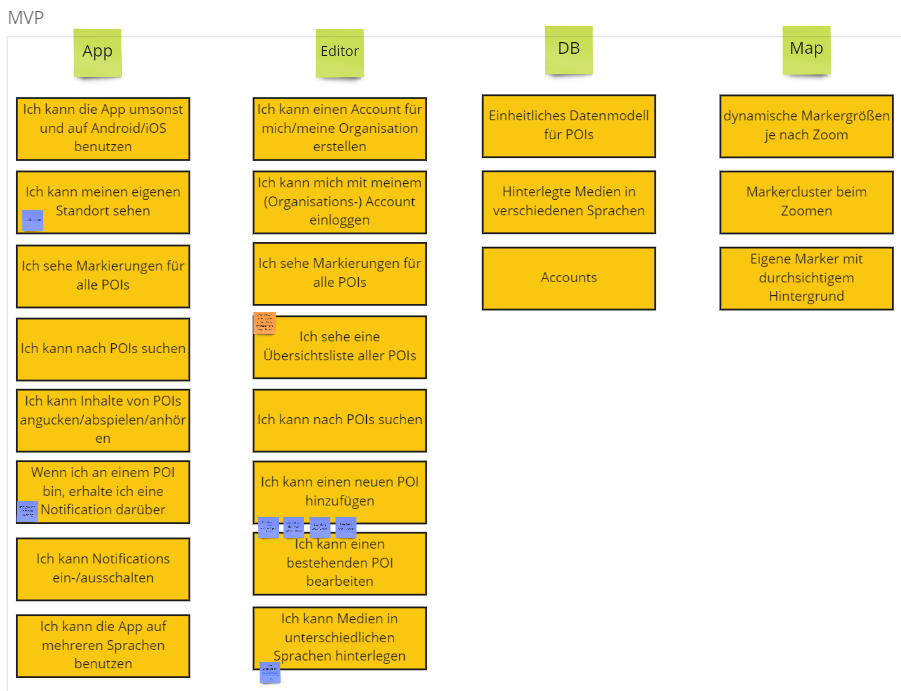 MVP
App
Ich kann die App umsonst
und auf Android/iOS
benutzen
Ich kann meinen eigenen
Standort sehen
Ich sehe Markierungen für
alle POIs
Ich kann nach POIs suchen
Ich kann Inhalte von POIs
angucken/abspielen/anhör
en
Wenn ich an einem POI
bin, erhalte ich eine
Notification darüber
Ich kann Notifications
ein-/ausschalten
Ich kann die App auf
mehreren Sprachen
benutzen
Editor
Ich kann einen Account für
mich/meine Organisation
erstellen
Ich kann mich mit meinem
(Organisations-) Account
einloggen
Ich sehe Markierungen für
alle POIs
Ich sehe eine
Übersichtsliste aller POIs
Ich kann nach POIs suchen
Ich kann einen neuen POI
hinzufügen
Ich kann einen
bestehenden POI
bearbeiten
Ich kann Medien in
unterschiedlichen
Sprachen hinterlegen
DB
Einheitliches Datenmodell
für POIs
Hinterlegte Medien in
verschiedenen Sprachen
Accounts
Map
dynamische Markergrößen
je nach Zoom
Markercluster beim
Zoomen
Eigene Marker mit
durchsichtigem
Hintergrund